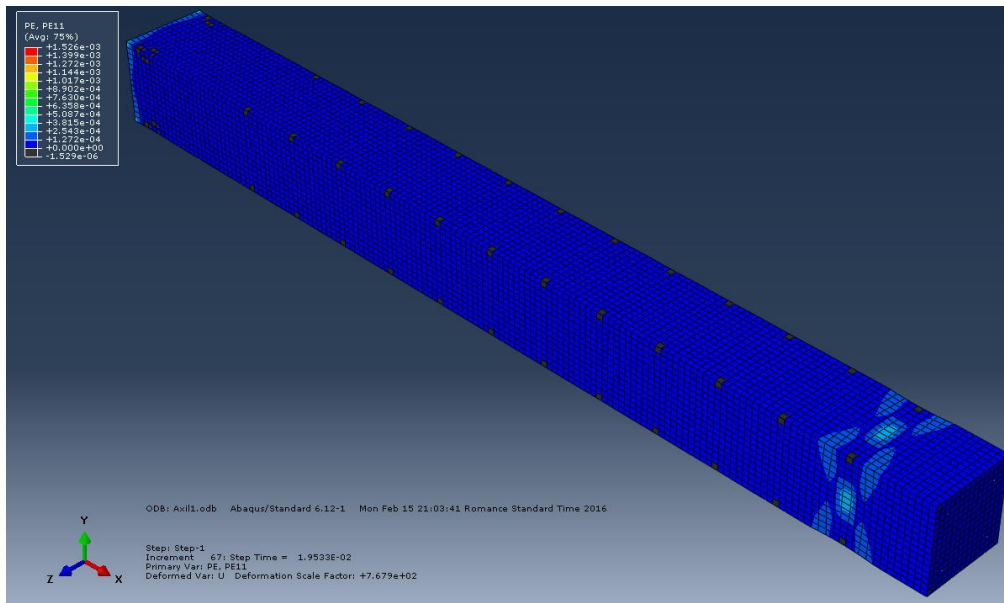 PE, PE11
(Avg: 75%)
+1.526e-03
+1.399e-03
+1.272e-03
+1.144e-03
+1.017e-03
+8.902e-04
+7.630e-04
+6.358e-04
+5.087e-04
+3.815e-04
+2.543e-04
+1.272e-04
+0.000e+00
-1.529e-06
ODB: Axil1.odb Abaqus/Standard 6.12-1 Mon Feb 15 21:03:41 Romance Standard Time 2016
Y
Z
X
Step: Step-1
Increment 67: Step Time = 1.9533E-02
Primary Var: PE, PE11
Deformed Var: U Deformation Scale Factor: +7.679e+02